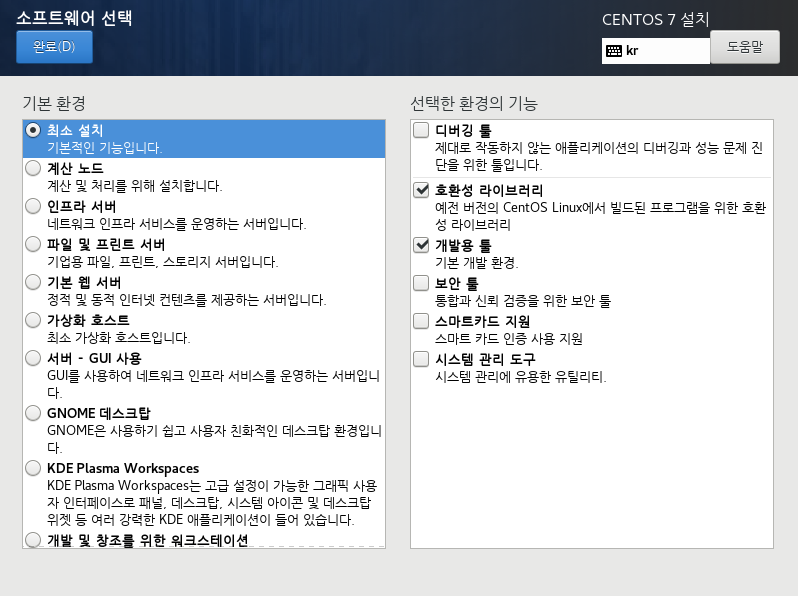 소프트웨어 선택
CENTOS 7 설치
완료(D)
kr
도움말
기본 환경
최소 설치
기본적인 기능입니다.
계산 노드
계산 및 처리를 위해 설치합니다.
인프라 서버
네트워크 인프라 서비스를 운영하는 서버입니다.
파일 및 프린트 서버
기업용 파일, 프린트, 스토리지 서버입니다.
기본 웹 서버
정적 및 동적 인터넷 컨텐츠를 제공하는 서버입니다.
가상화 호스트
최소 가상화 호스트입니다.
서버 - GUI 사용
GUI를 사용하여 네트워크 인프라 서비스를 운영하는 서버입니
다.
GNOME 데스크탑
GNOME은 사용하기 쉽고 사용자 친화적인 데스크탑 환경입니
다.
KDE Plasma Workspaces
KDE Plasma Workspaces는 고급 설정이 가능한 그래픽 사용
자 인터페이스로 패널, 데스크탑, 시스템 아이콘 및 데스크탑
위젯 등 여러 강력한 KDE 애플리케이션이 들어 있습니다.
개발 및 창조를 위한 워크스테이션
선택한 환경의 기능
디버깅 툴
제대로 작동하지 않는 애플리케이션의 디버깅과 성능 문제 진
단을 위한 툴입니다.
호환성 라이브러리
예전 버전의 CentOS Linux에서 빌드된 프로그램을 위한 호환
성 라이브러리
개발용 툴
기본 개발 환경.
보안 툴
통합과 신뢰 검증을 위한 보안 툴
스마트카드 지원
스마트 카드 인증 사용 지원
시스템 관리 도구
시스템 관리에 유용한 유틸리티.